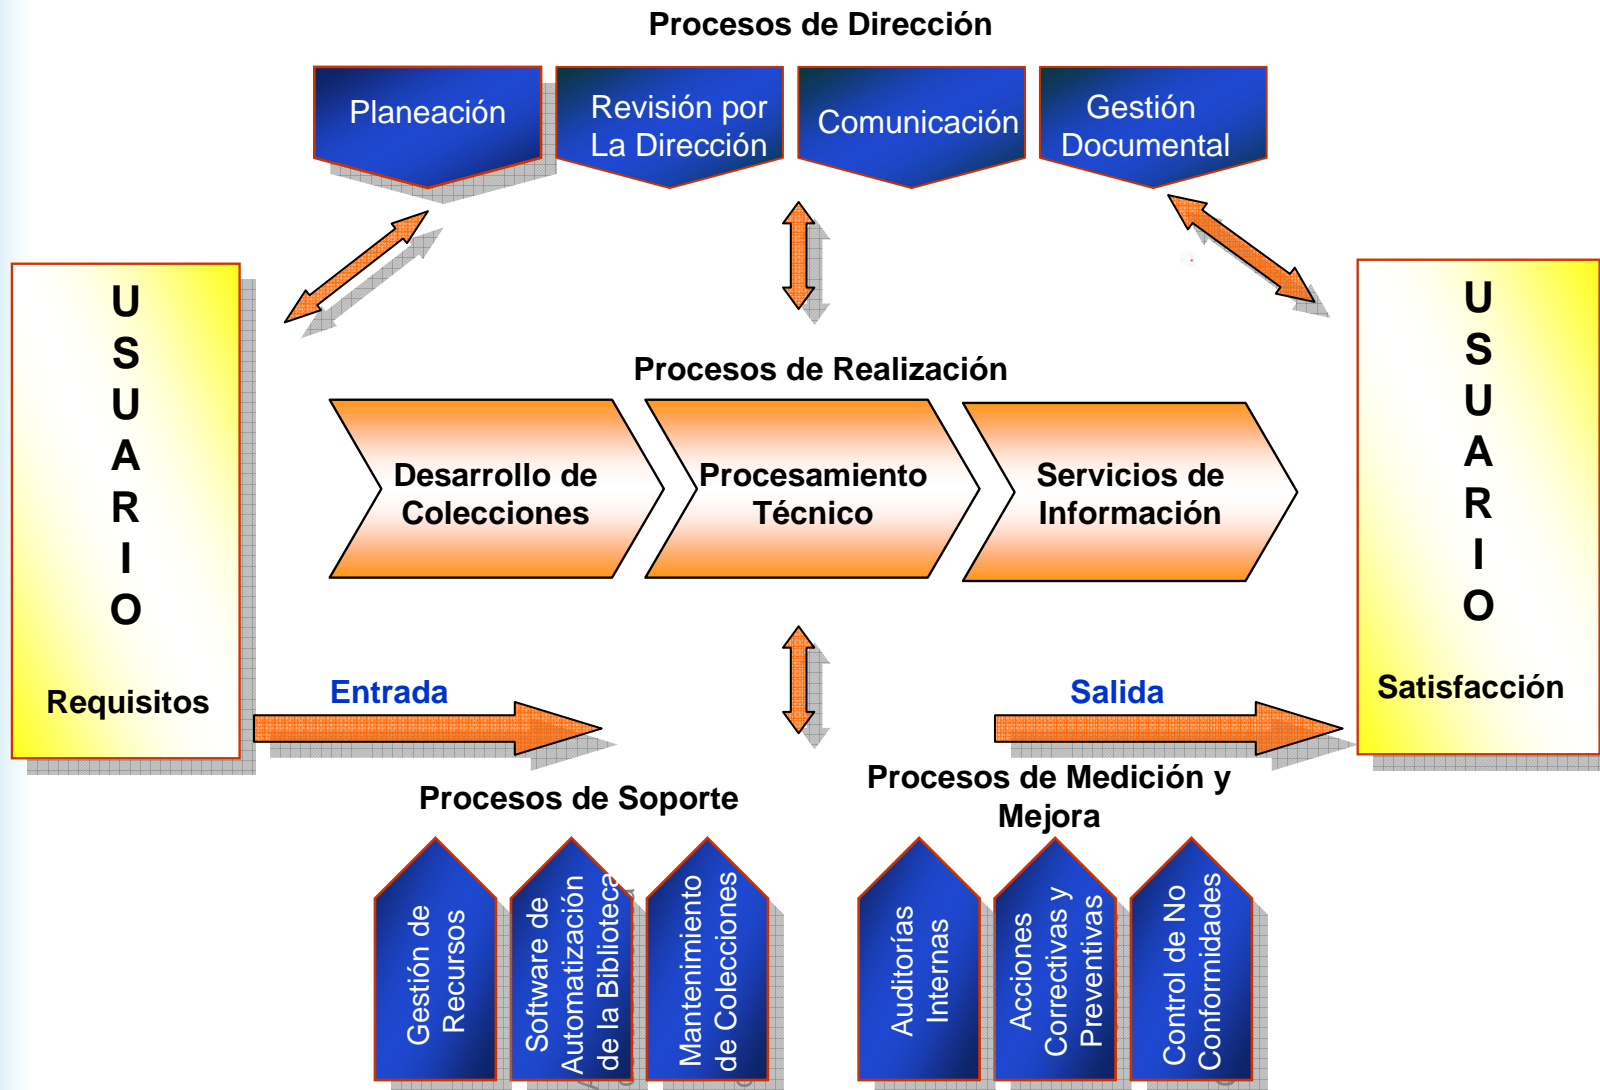 Procesos de Dirección
Planeación
Revisión por
La Dirección
Comunicación
Gestión
Documental
U
S
U
A
R
I
O
Requisitos
U
S
U
A
R
I
O
Satisfacción
Procesos de Realización
Desarrollo de
Colecciones
Procesamiento
Técnico
Servicios de
Información
Entrada
Salida
Procesos de Soporte
Procesos de Medición y
Mejora
Gestión de
Recursos
Software de
Automatización
de la Biblioteca
Mantenimiento
de Colecciones
Auditorías
Internas
Acciones
Correctivas y
Preventivas
Control de No
Conformidades